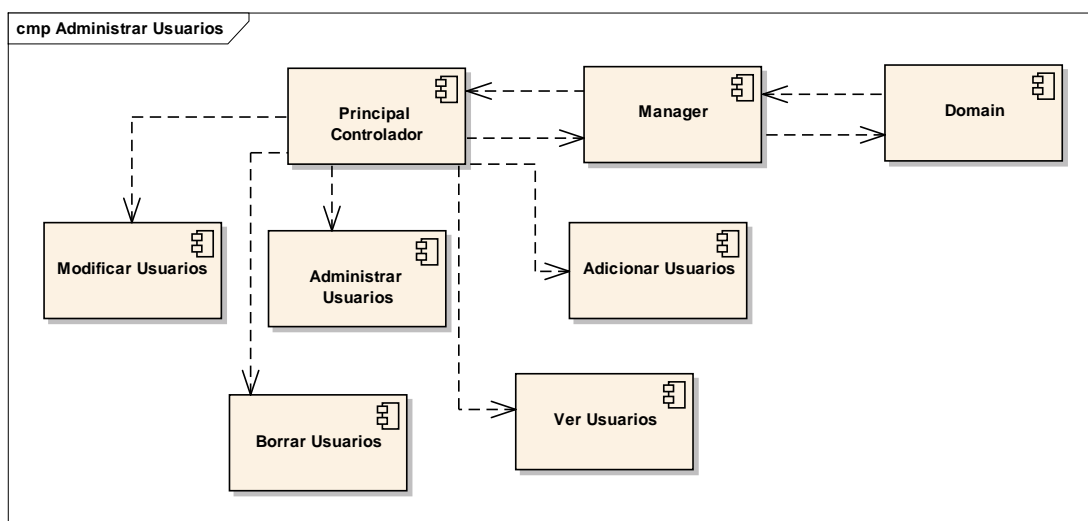 cmp Administrar Usuarios
Principal
Controlador
Manager
Domain
Modificar Usuarios
Administrar
Usuarios
Adicionar Usuarios
Borrar Usuarios
Ver Usuarios